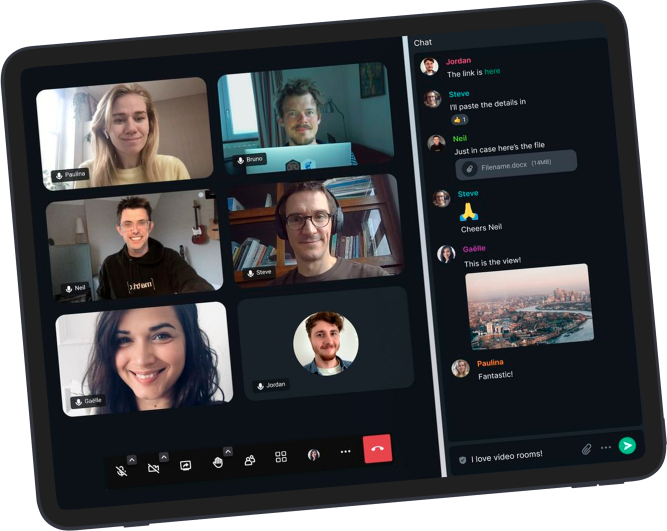 Chat
Jordan
The link is here
Steve
I'll paste the details in
👍 1
Neil
Just in case here's the file
Filename.docx (14MB)
Steve
🙏
Cheers Neil
Gaëlle
This is the view!
Paulina
Fantastic!
I love video rooms!
Paulina
Bruno
Neil
Steve
Gaëlle
Jordan